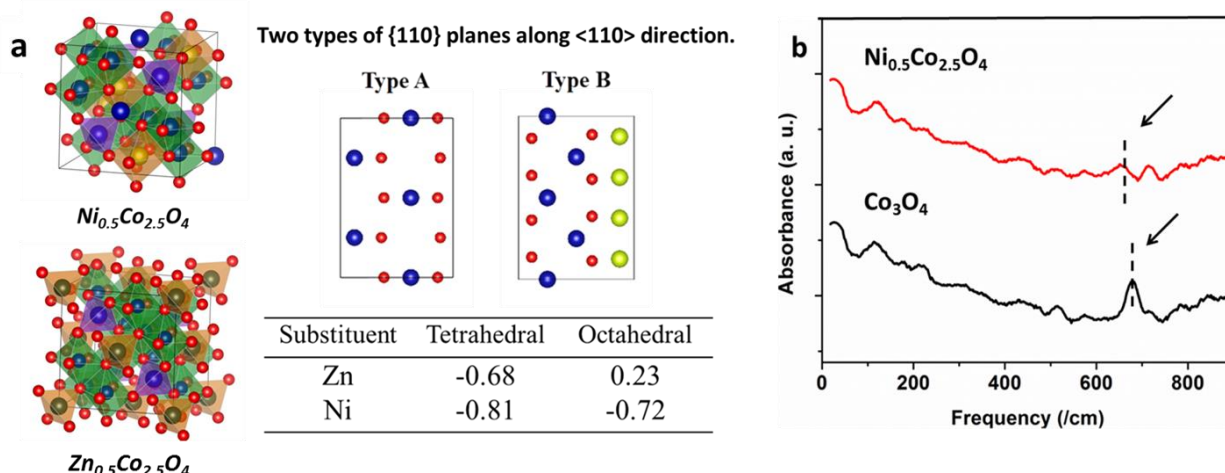 a
Ni0.5Co2.5O4
Zn0.5Co2.5O4
Two types of {110} planes along <110> direction.
Type A
Type B
Substituent Tetrahedral Octahedral
Zn -0.68 0.23
Ni -0.81 -0.72
b
Ni0.5Co2.5O4
Co3O4
Absorbance (a. u.)
0 200 400 600 800
Frequency (/cm)